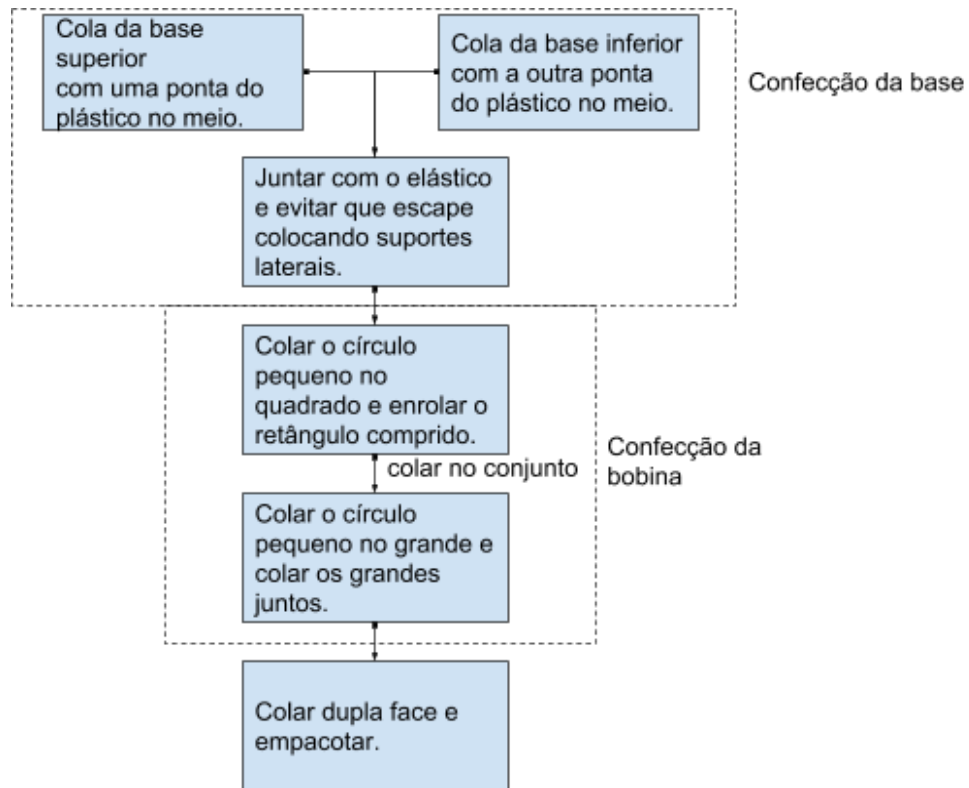 Cola da base
superior
com uma ponta do
plástico no meio.
Cola da base inferior
com a outra ponta
do plástico no meio.
Confecção da base
Juntar com o elástico
e evitar que escape
colocando suportes
laterais.
Colar o círculo
pequeno no
quadrado e enrolar o
retângulo comprido.
Confecção da
bobina
colar no conjunto
Colar o círculo
pequeno no grande e
colar os grandes
juntos.
Colar dupla face e
empacotar.